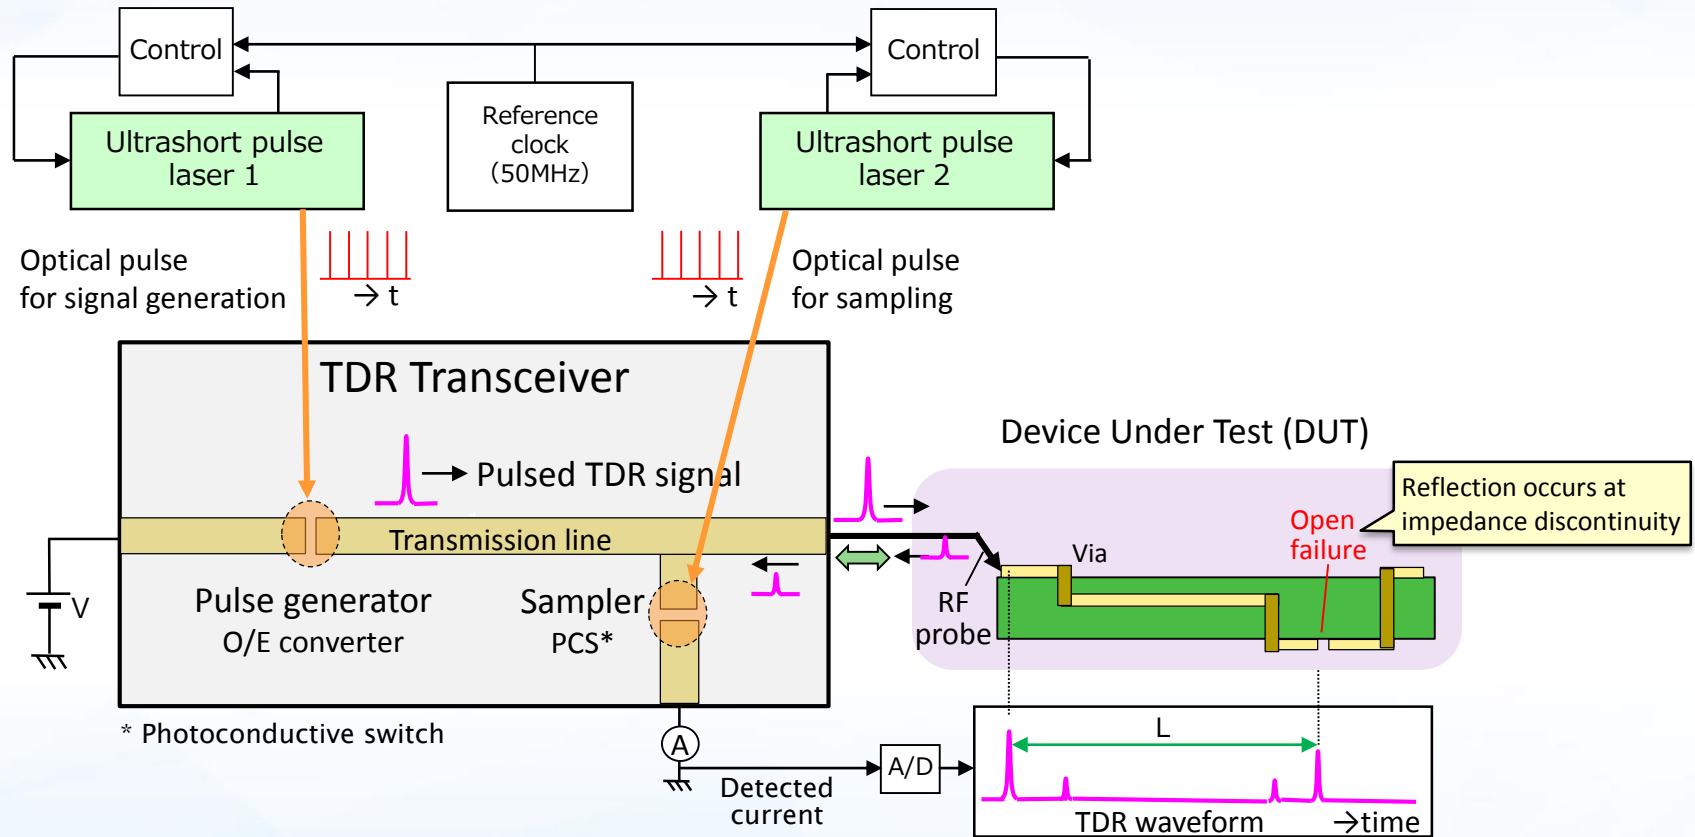 Control
Control
Reference
clock
(50MHz)
Ultrashort pulse
laser 1
Ultrashort pulse
laser 2
Optical pulse
for signal generation
→ t
→ t
Optical pulse
for sampling
TDR Transceiver
Pulsed TDR signal
Transmission line
V
Pulse generator
O/E converter
Sampler
PCS*
* Photoconductive switch
Device Under Test (DUT)
Reflection occurs at
impedance discontinuity
Open
failure
Via
RF
probe
A
Detected
current
A/D
L
TDR waveform
→time